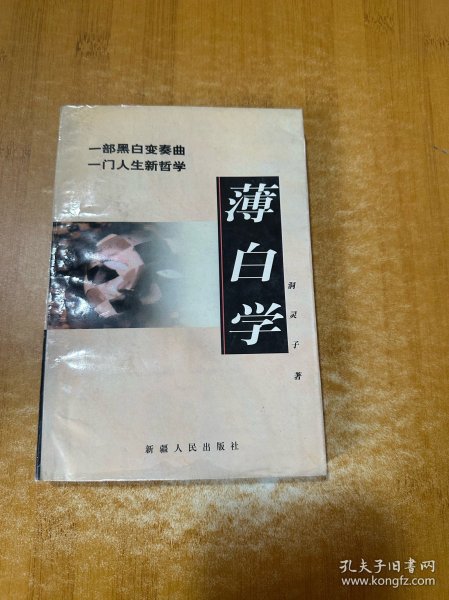 一部黑白变奏曲
一门人生新哲学
薄白学
洞灵子 著
新疆人民出版社
孔夫子旧书网
www.kongfz.com